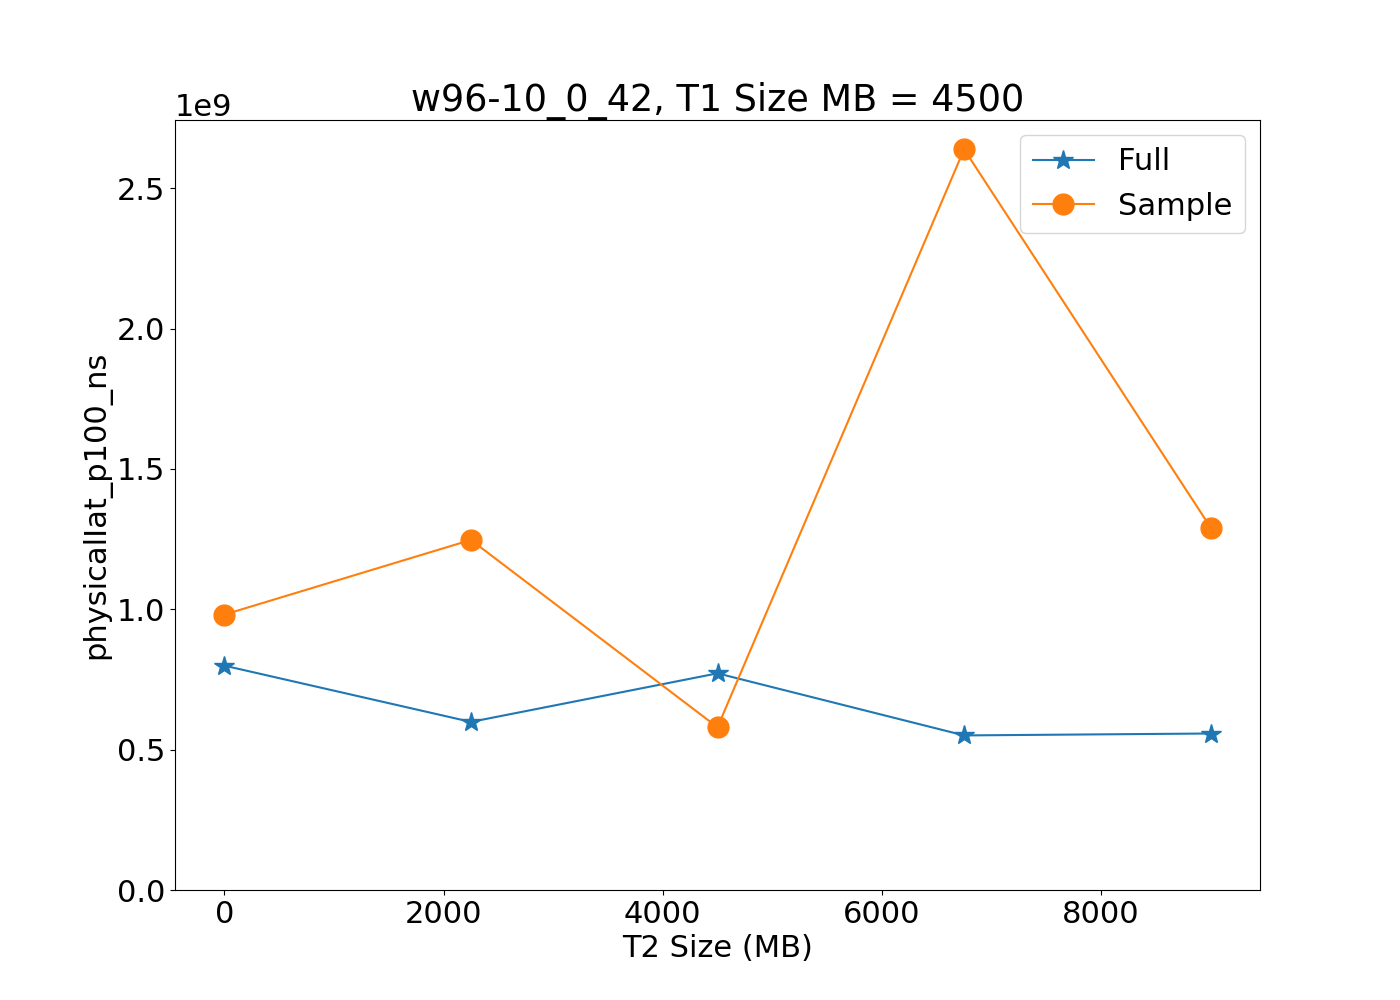 w96-10_0_42, T1 Size MB = 4500
1e9
Full
Sample
2.5
2.0
1.5
1.0
0.5
0.0
physicallat_p100_ns
0 2000 4000 6000 8000
T2 Size (MB)